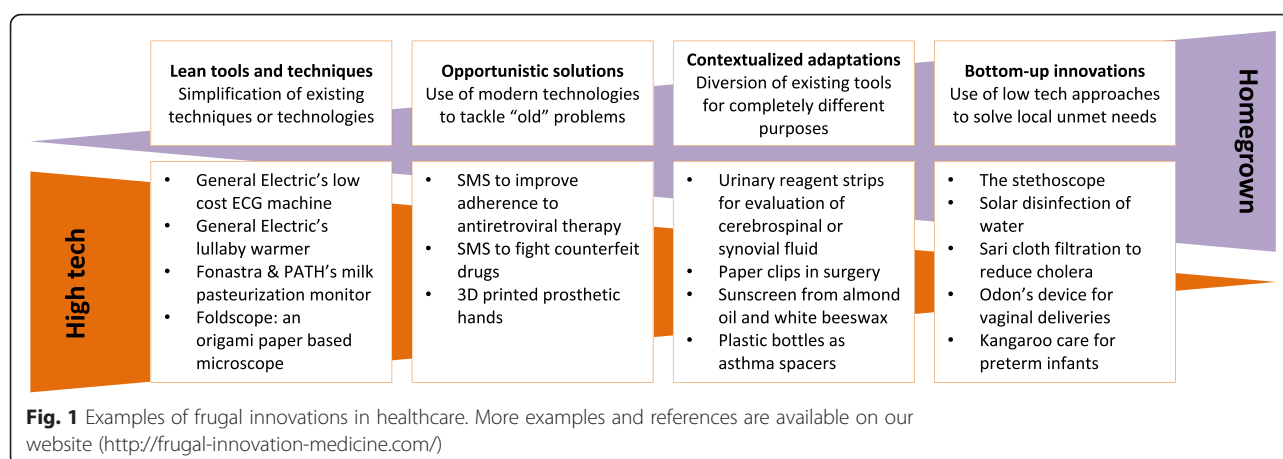 Lean tools and techniques
Simplification of existing
techniques or technologies
Opportunistic solutions
Use of modern technologies
to tackle “old” problems
Contextualized adaptations
Diversion of existing tools
for completely different
purposes
Bottom-up innovations
Use of low tech approaches
to solve local unmet needs
Homegrown
High tech
• General Electric’s low
cost ECG machine
• General Electric’s
lullaby warmer
• Fonastra & PATH’s milk
pasteurization monitor
• Foldscope: an
origami paper based
microscope
• SMS to improve
adherence to
antiretroviral therapy
• SMS to fight counterfeit
drugs
• 3D printed prosthetic
hands
• Urinary reagent strips
for evaluation of
cerebrospinal or
synovial fluid
• Paper clips in surgery
• Sunscreen from almond
oil and white beeswax
• Plastic bottles as
asthma spacers
• The stethoscope
• Solar disinfection of
water
• Sari cloth filtration to
reduce cholera
• Odon’s device for
vaginal deliveries
• Kangaroo care for
preterm infants
Fig. 1 Examples of frugal innovations in healthcare. More examples and references are available on our
website (http://frugal-innovation-medicine.com/)